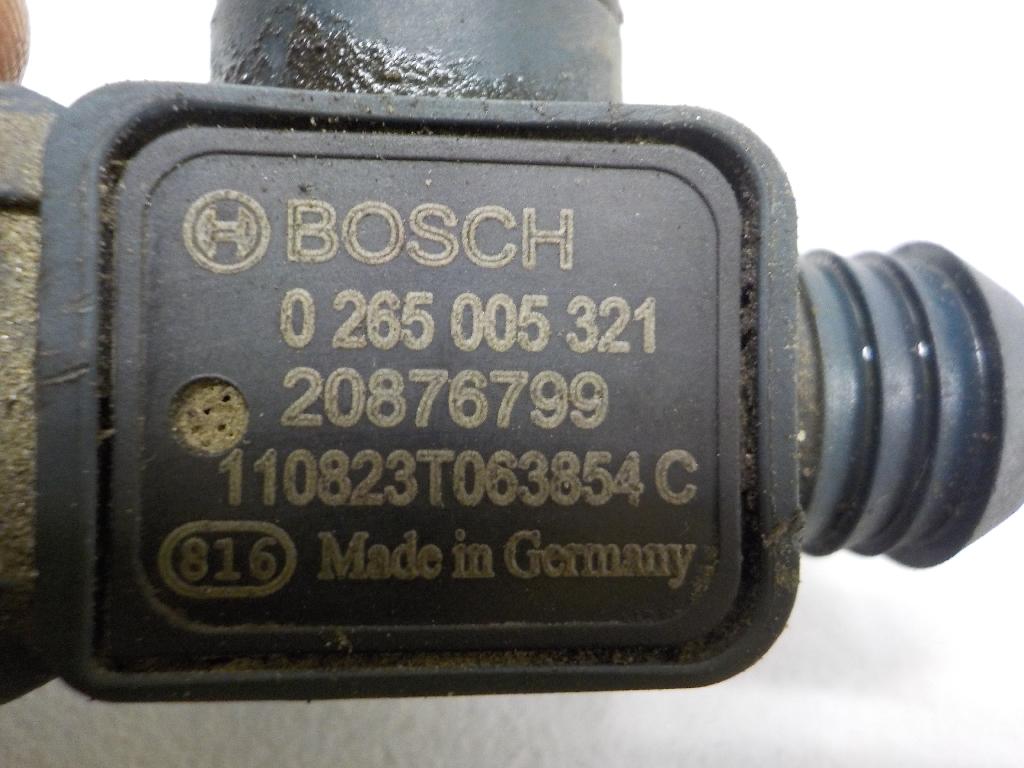 BOSCH
0 265 005 321
20876799
110823T063854 C
816 Made in Germany